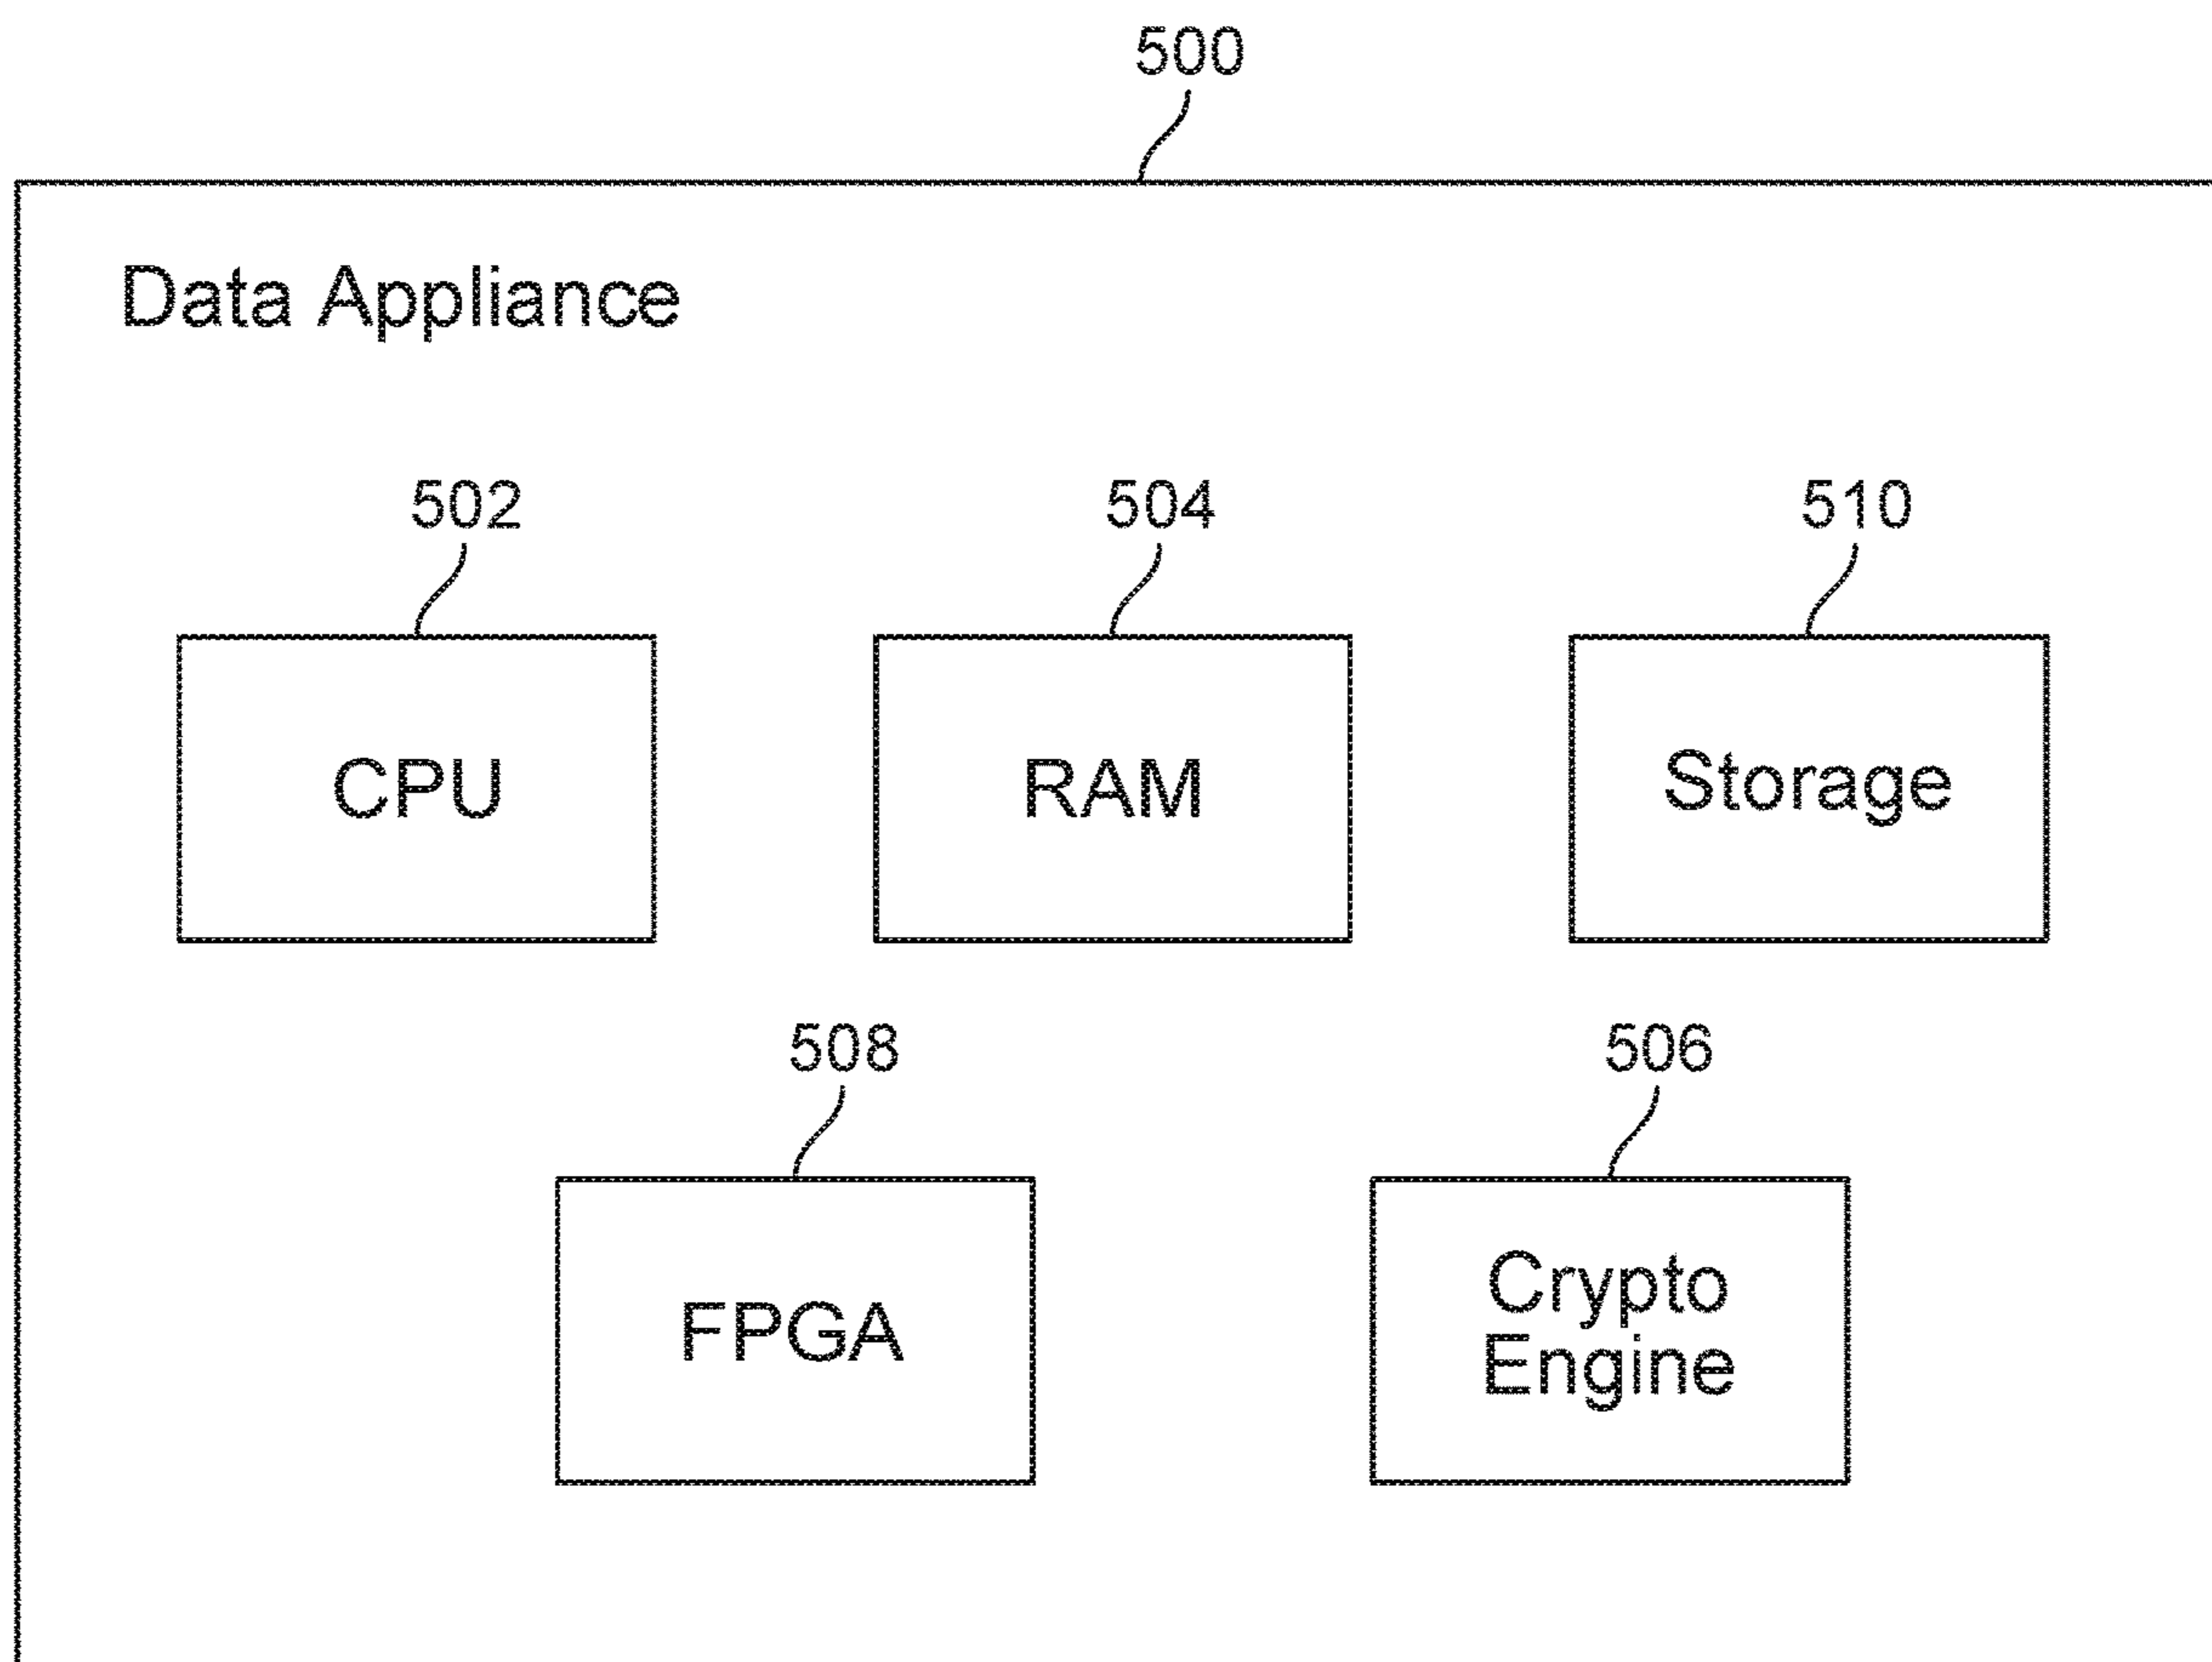 500
Data Appliance
502
504
510
CPU
RAM
Storage
508
506
FPGA
Crypto
Engine